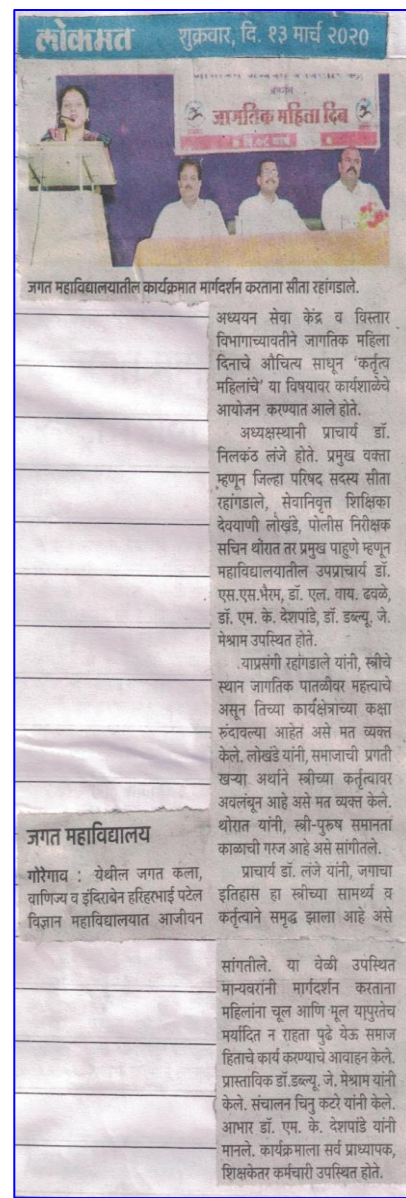 लोकमत
शुक्रवार, दि. १३ मार्च २०२०
जागतिक महिला दिन
जगत महाविद्यालयातील कार्यक्रमात मार्गदर्शन करताना सीता रहांगडाले.
जगत महाविद्यालय
गोरेगाव : येथील जगत कला,
वाणिज्य व इंदिराबेन हरिहरभाई पटेल
विज्ञान महाविद्यालयात आजीवन
अध्ययन सेवा केंद्र व विस्तार
विभागाच्यावतीने जागतिक महिला
दिनाचे औचित्य साधून ‘कर्तृत्व
महिलांचे’ या विषयावर कार्यशाळेचे
आयोजन करण्यात आले होते.
अध्यक्षस्थानी प्राचार्य डॉ.
निलकंठ लंजे होते. प्रमुख वक्ता
म्हणून जिल्हा परिषद सदस्य सीता
रहांगडाले, सेवानिवृत्त शिक्षिका
देवयाणी लोखंडे, पोलीस निरीक्षक
सचिन थोरात तर प्रमुख पाहुणे म्हणून
महाविद्यालयातील उपप्राचार्य डॉ.
एस.एस.भैरम, डॉ. एल. वाय. ढवळे,
डॉ. एम. के. देशपांडे, डॉ. डब्ल्यू. जे.
मेश्राम उपस्थित होते.
याप्रसंगी रहांगडाले यांनी, स्त्रीचे
स्थान जागतिक पातळीवर महत्त्वाचे
असून तिच्या कार्यक्षेत्राच्या कक्षा
रुंदावल्या आहेत असे मत व्यक्त
केले. लोखंडे यांनी, समाजाची प्रगती
खऱ्या अर्थाने स्त्रीच्या कर्तृत्वावर
अवलंबून आहे असे मत व्यक्त केले.
थोरात यांनी, स्त्री-पुरुष समानता
काळाची गरज आहे असे सांगीतले.
प्राचार्य डॉ. लंजे यांनी, जगाचा
इतिहास हा स्त्रीच्या सामर्थ्य व
कर्तृत्वाने समृद्ध झाला आहे असे
सांगतीले. या वेळी उपस्थित
मान्यवरांनी मार्गदर्शन करताना
महिलांना चूल आणि मूल यापुरतेच
मर्यादित न राहता पुढे येऊ समाज
हिताचे कार्य करण्याचे आवाहन केले.
प्रास्ताविक डॉ.डब्ल्यू. जे. मेश्राम यांनी
केले. संचालन चिनु कटरे यांनी केले.
आभार डॉ. एम. के. देशपांडे यांनी
मानले. कार्यक्रमाला सर्व प्राध्यापक,
शिक्षकेतर कर्मचारी उपस्थित होते.